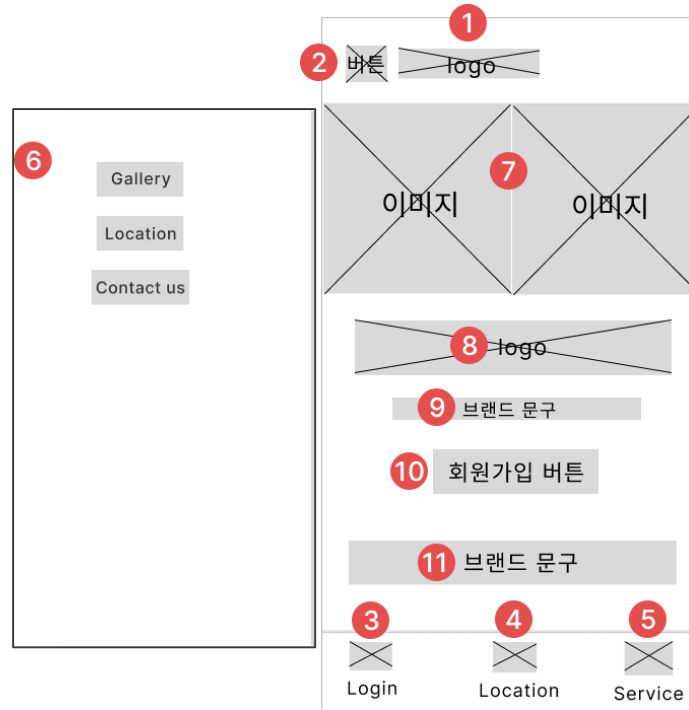 1
2
버튼
logo
6
Gallery
Location
Contact us
7
이미지
이미지
8
logo
9
브랜드 문구
10
회원가입 버튼
11
브랜드 문구
3
4
5
Login
Location
Service